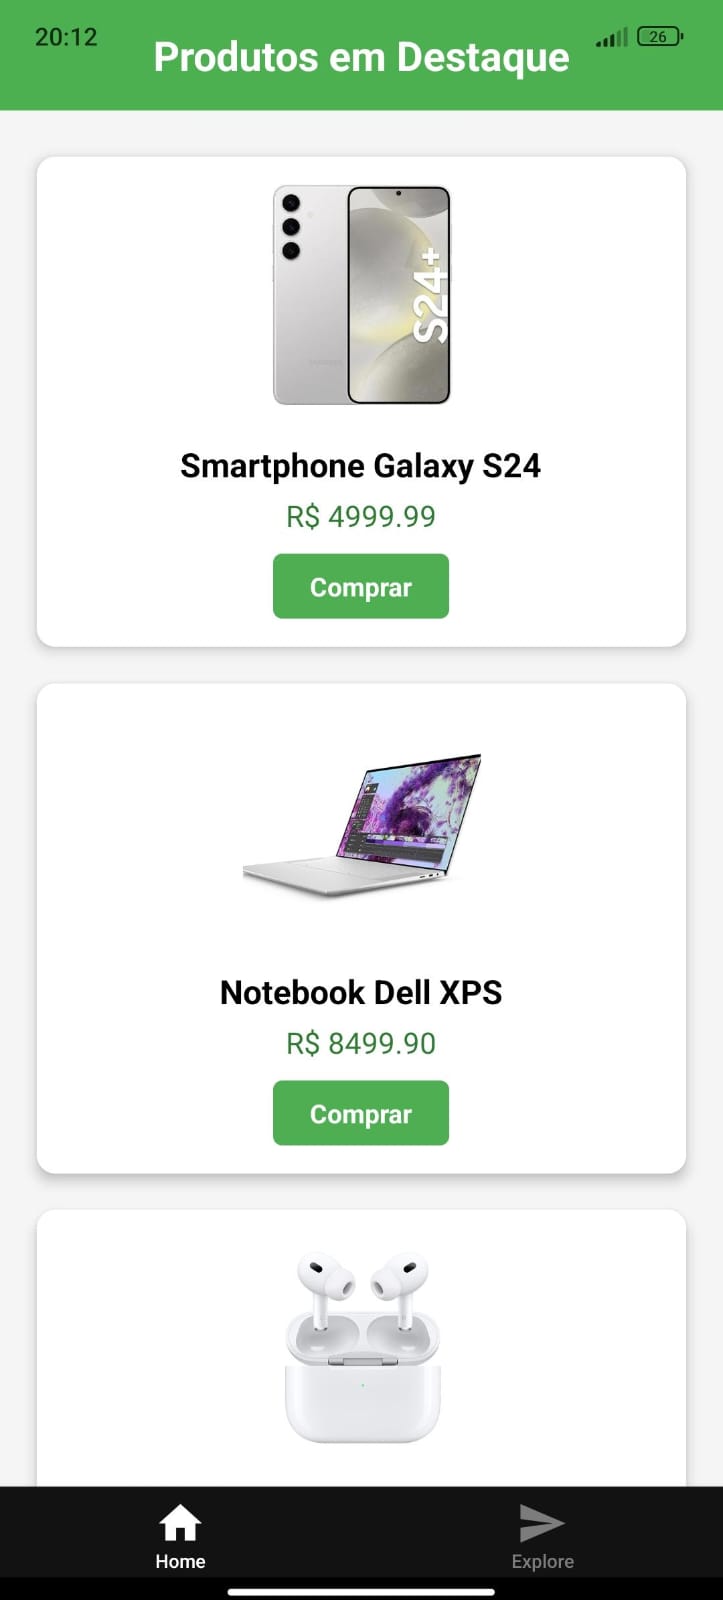 20:12
26
Produtos em Destaque
S24+
Smartphone Galaxy S24
R$ 4999.99
Comprar
Notebook Dell XPS
R$ 8499.90
Comprar
Home
Explore